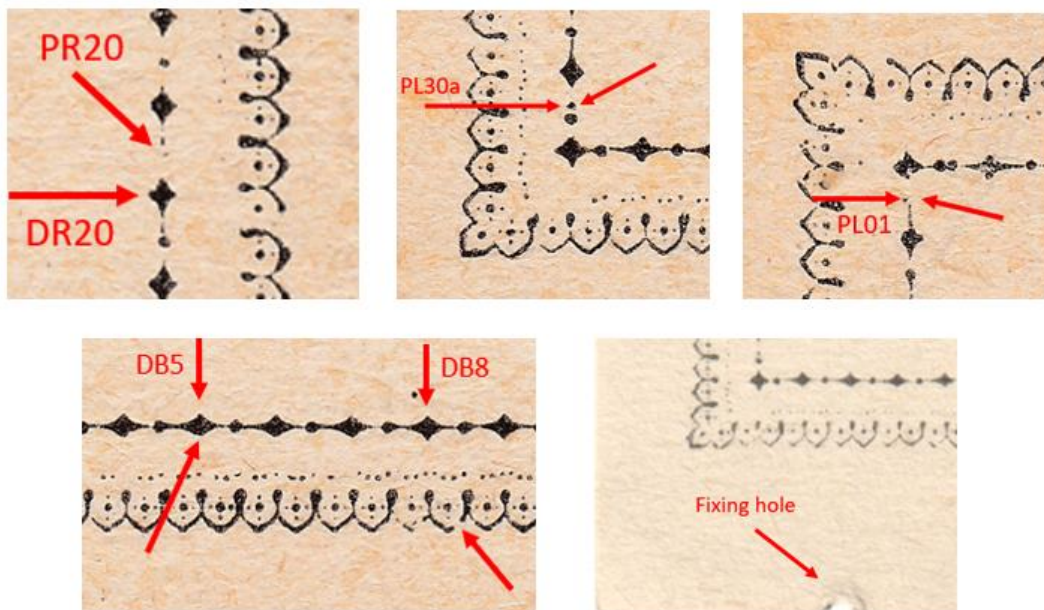 PR20
DR20
PL30a
PL01
DB5
DB8
Fixing hole